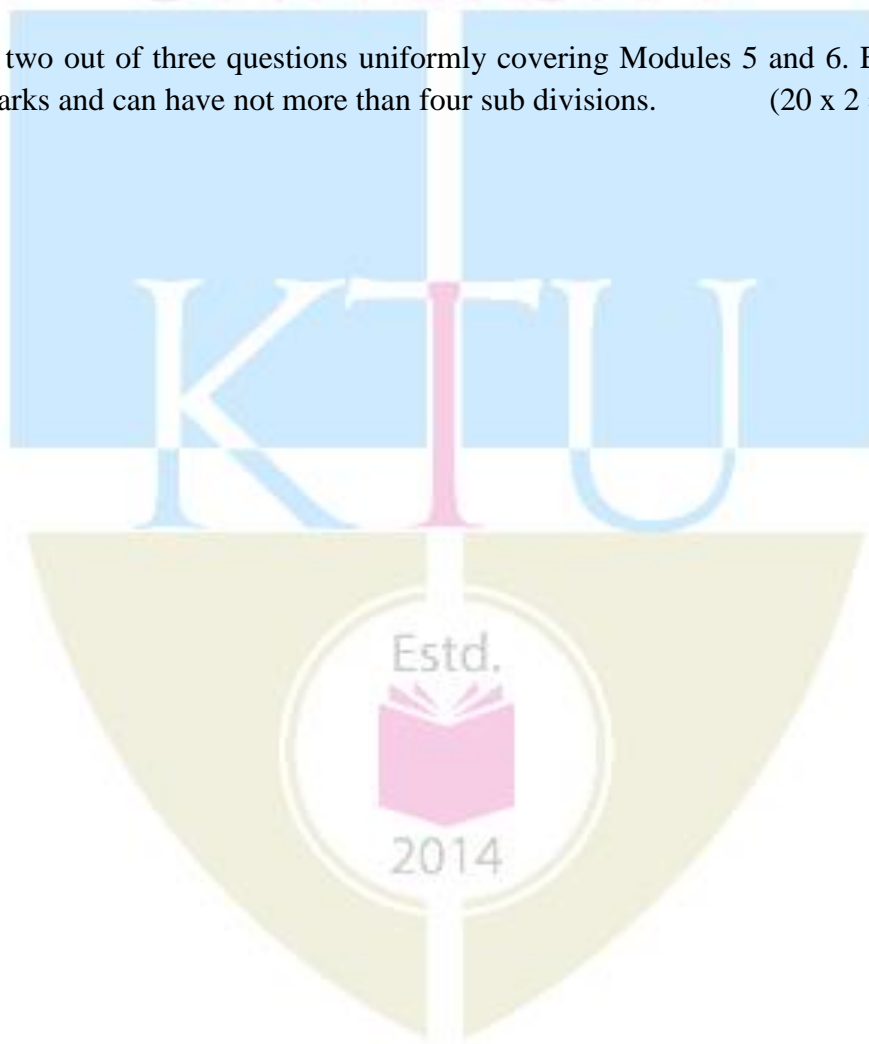 two out of three questions uniformly covering Modules 5 and 6.
arks and can have not more than four sub divisions. (20 x 2
KTU
Estd.
2014